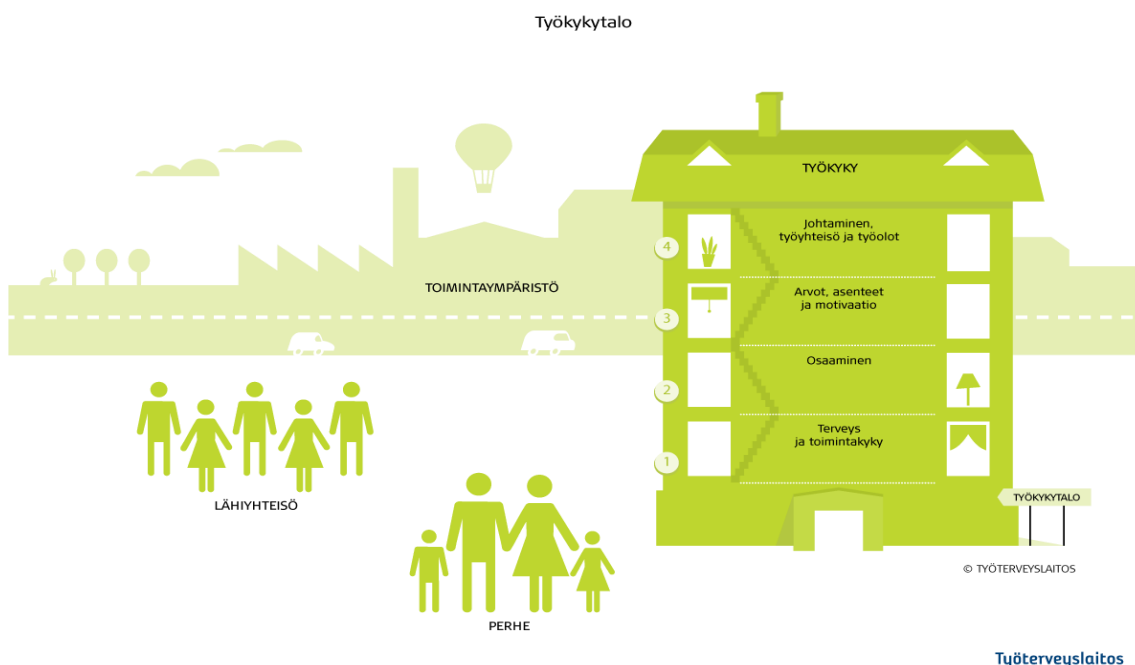 Työkykytalo
TYÖKYKY
4
Johtaminen,
työyhteisö ja työolot
TOIMINTAYMPÄRISTÖ
3
Arvot, asenteet
ja motivaatio
2
Osaaminen
1
Terveys
ja toimintakyky
LÄHIYHTEISÖ
TYÖKYKYTALO
© TYÖTERVEYSLAITOS
PERHE
Työterveyslaitos